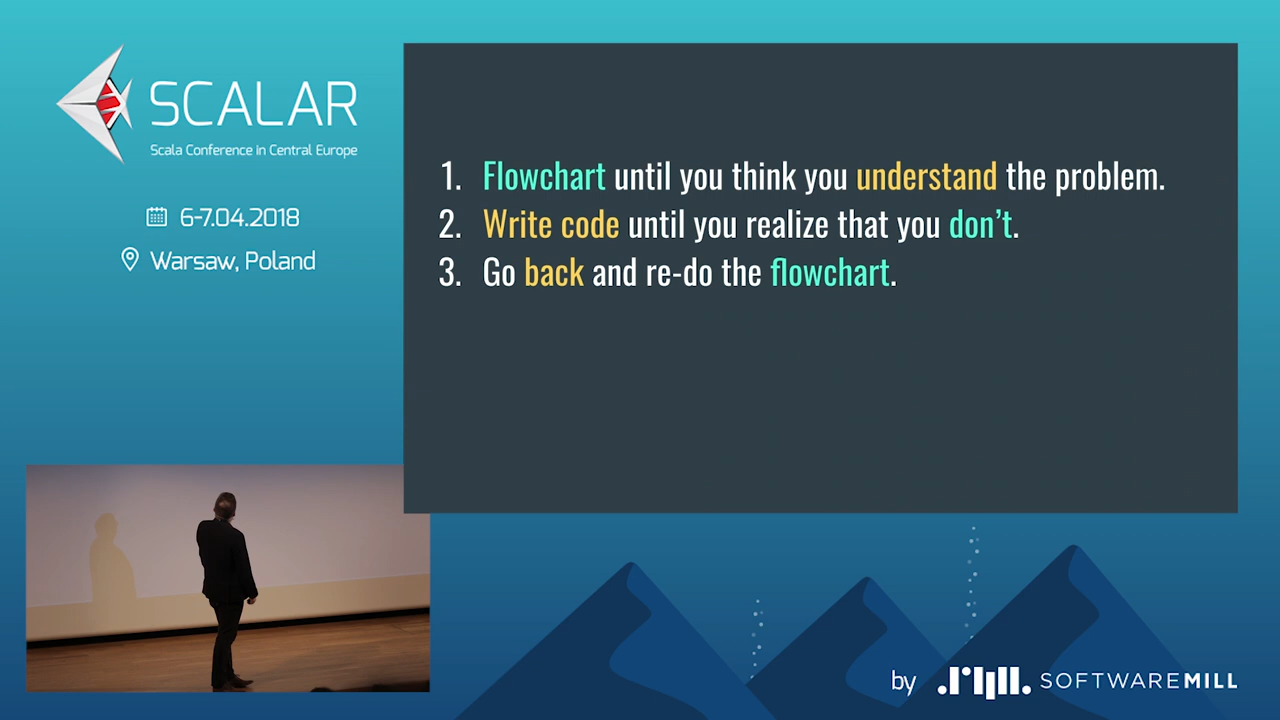 SCALAR
Scala Conference in Central Europe
6-7.04.2018
Warsaw, Poland
1. Flowchart until you think you understand the problem.
2. Write code until you realize that you don't.
3. Go back and re-do the flowchart.
by SOFTWAREMILL